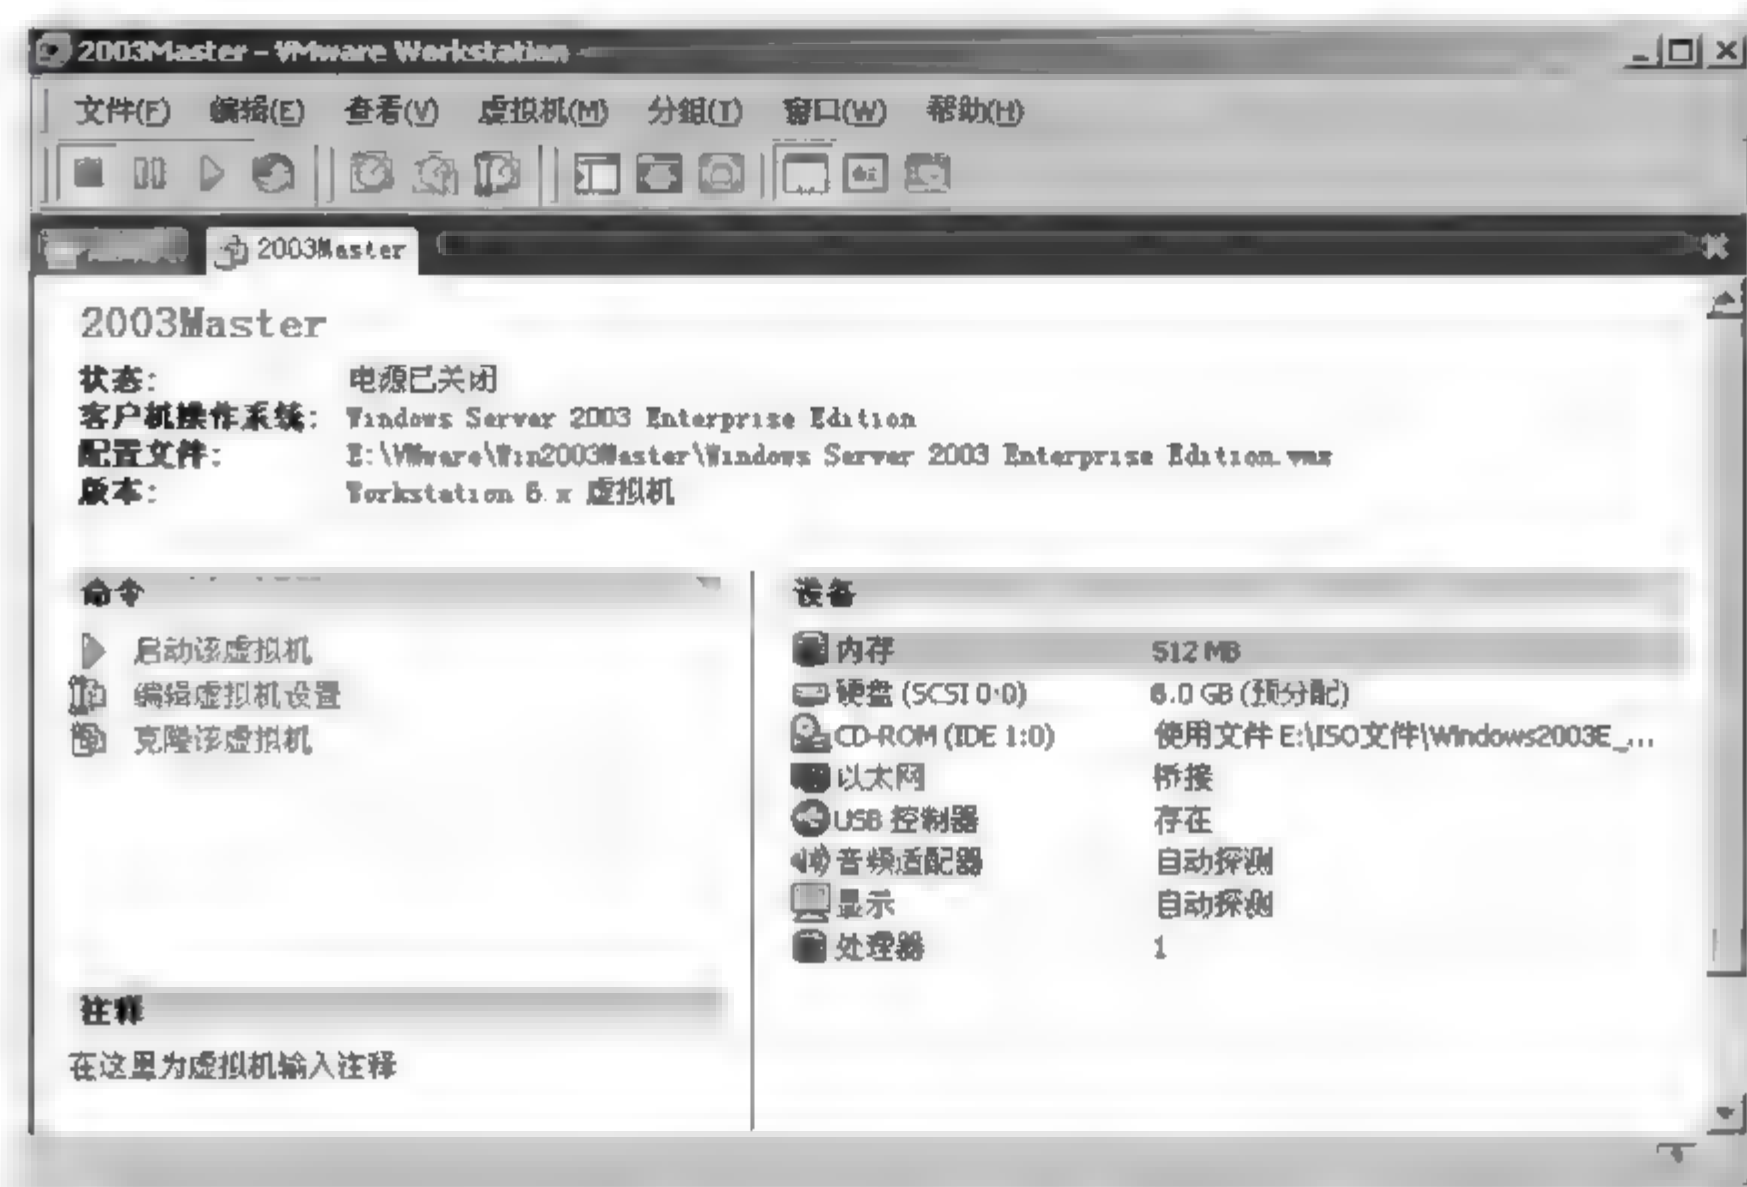 2003Master - VMware Workstation
文件(F) 编辑(E) 查看(V) 虚拟机(M) 分组(T) 窗口(W) 帮助(H)
2003Master
2003Master
状态: 电源已关闭
客户机操作系统: Windows Server 2003 Enterprise Edition
配置文件: E:\VMware\Win2003Master\Windows Server 2003 Enterprise Edition.vmx
版本: Workstation 6.x 虚拟机
命令
启动该虚拟机
编辑虚拟机设置
克隆该虚拟机
设备
内存 512 MB
硬盘 (SCSI 0:0) 8.0 GB (预分配)
CD-ROM (IDE 1:0) 使用文件 E:\ISO文件\Windows2003E_...
以太网 桥接
USB 控制器 存在
音频适配器 自动探测
显示 自动探测
处理器 1
注释
在这里为虚拟机输入注释